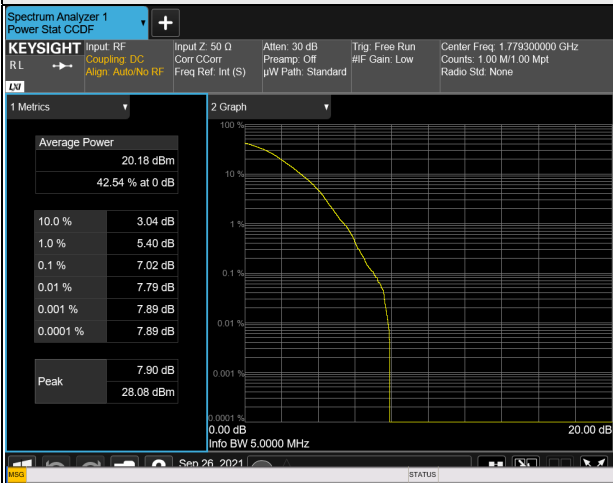 Spectrum Analyzer 1
Power Stat CCDF
+
KEYSIGHT
RL
LXI
Input: RF
Coupling: DC
Align: Auto/No RF
Input Z: 50 Ω
Corr CCorr
Freq Ref: Int (S)
Atten: 30 dB
Preamp: Off
µW Path: Standard
Trig: Free Run
#IF Gain: Low
Center Freq: 1.779300000 GHz
Counts: 1.00 M/1.00 Mpt
Radio Std: None
1 Metrics
Average Power
20.18 dBm
42.54 % at 0 dB
10.0 % 3.04 dB
1.0 % 5.40 dB
0.1 % 7.02 dB
0.01 % 7.79 dB
0.001 % 7.89 dB
0.0001 % 7.89 dB
Peak
7.90 dB
28.08 dBm
2 Graph
100 %
10 %
1 %
0.1 %
0.01 %
0.001 %
0.0001 %
0.00 dB 20.00 dB
Info BW 5.0000 MHz
Sep 26, 2021
MSG STATUS